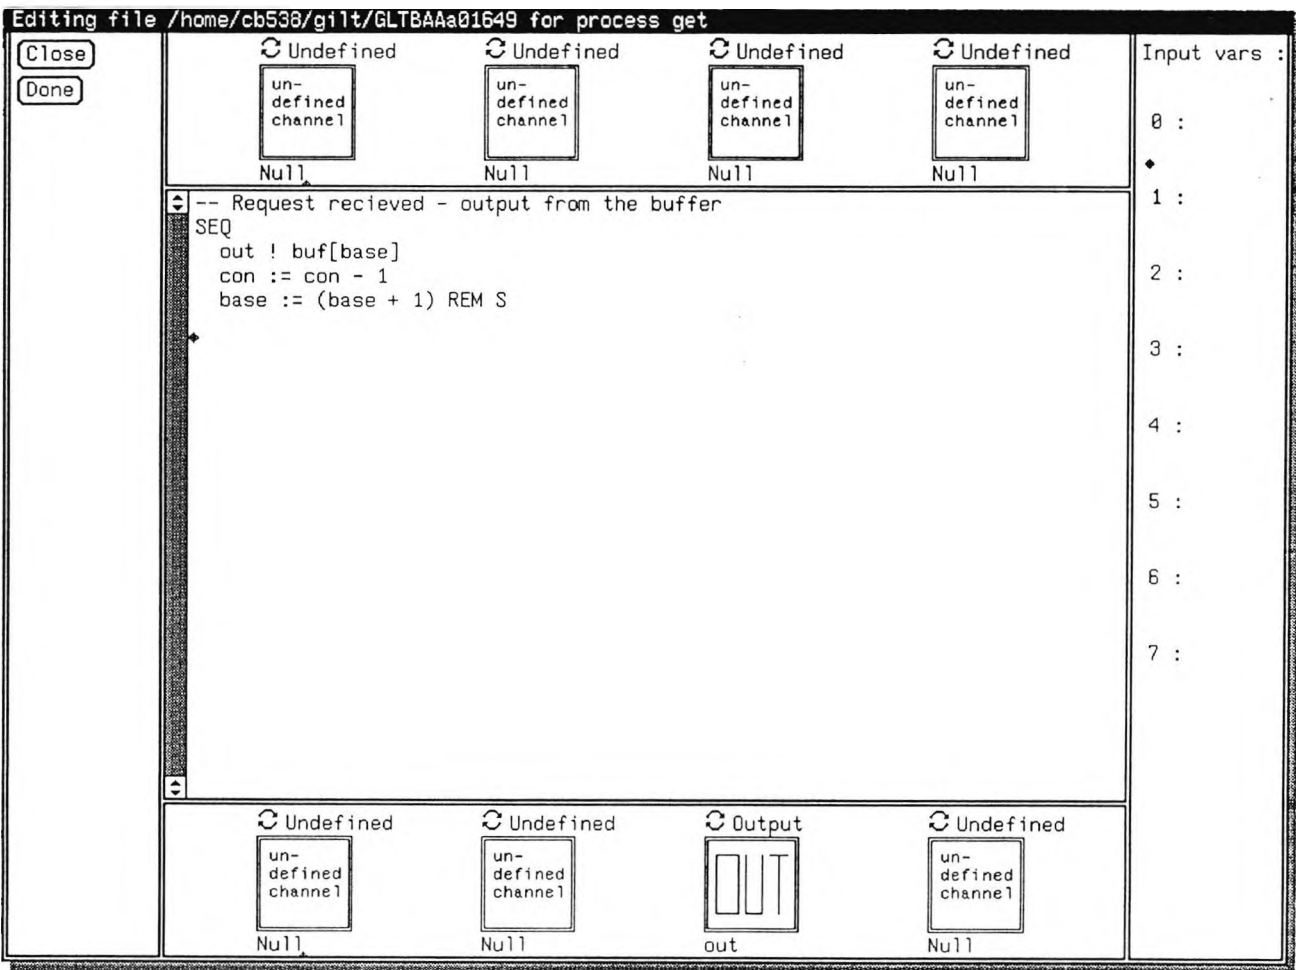 Editing file /home/cb538/gilt/GLTBAAa01649 for process get
Close
Done
Undefined Undefined Undefined Undefined
un-
defined
channel
un-
defined
channel
un-
defined
channel
un-
defined
channel
Null Null Null Null
-- Request recieved - output from the buffer
SEQ
out ! buf[base]
con := con - 1
base := (base + 1) REM S
Undefined Undefined Output Undefined
un-
defined
channel
un-
defined
channel
OUT
un-
defined
channel
Null Null out Null
Input vars :
0 :
1 :
2 :
3 :
4 :
5 :
6 :
7 :